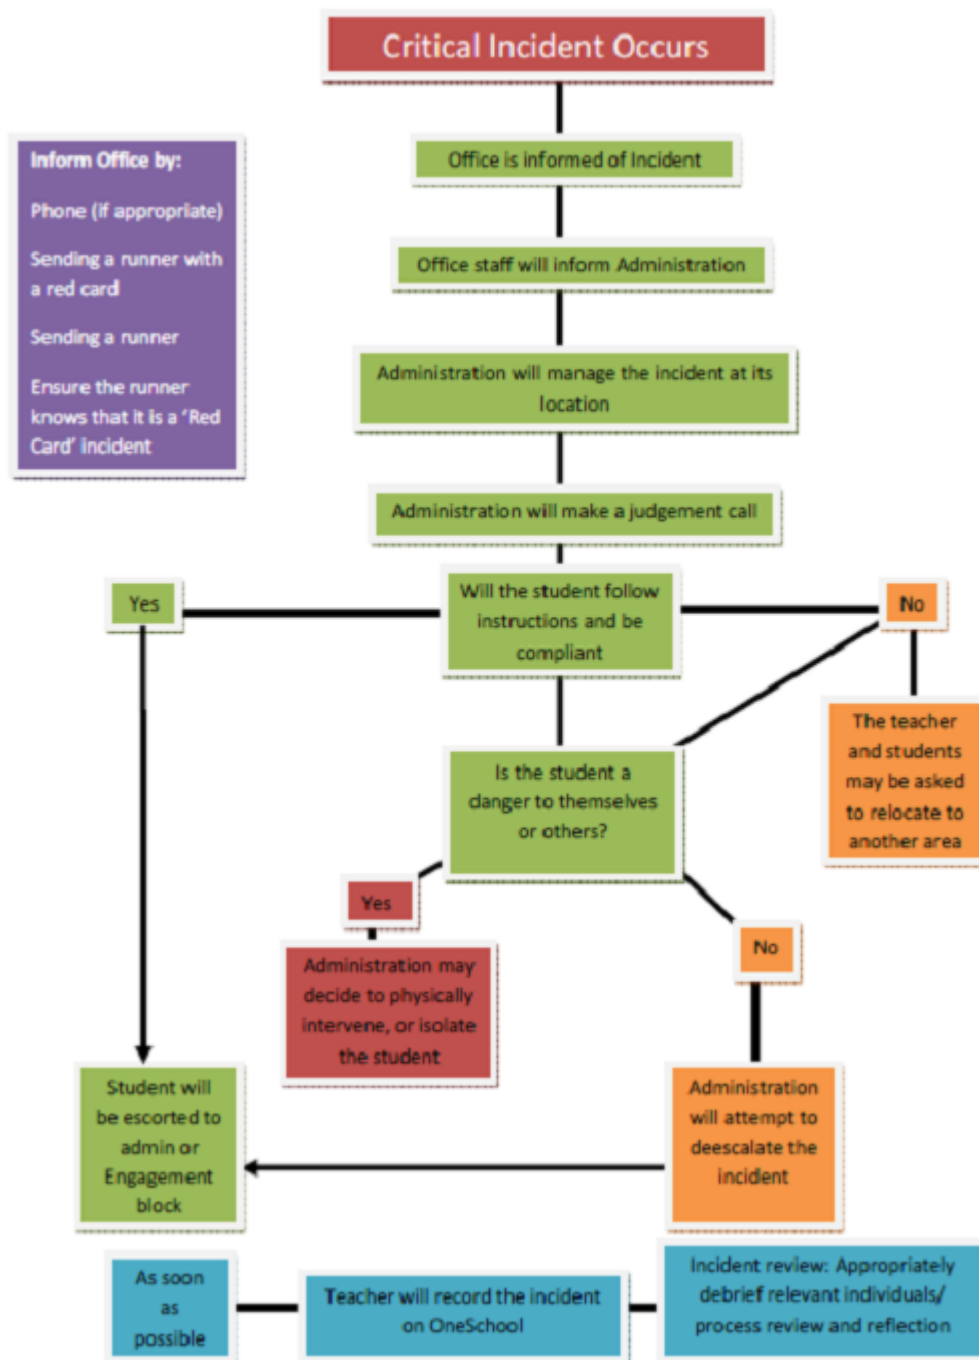 Critical Incident Occurs
Inform Office by:
Phone (if appropriate)
Sending a runner with
a red card
Sending a runner
Ensure the runner
knows that it is a ‘Red
Card’ incident
Office is informed of Incident
Office staff will inform Administration
Administration will manage the incident at its
location
Administration will make a judgement call
Yes
Will the student follow
instructions and be
compliant
No
The teacher
and students
may be asked
to relocate to
another area
Is the student a
danger to themselves
or others?
Yes
Administration may
decide to physically
intervene, or isolate
the student
No
Administration
will attempt to
deescalate the
incident
Student will
be escorted to
admin or
Engagement
block
As soon
as
possible
Teacher will record the incident
on OneSchool
Incident review: Appropriately
debrief relevant individuals/
process review and reflection